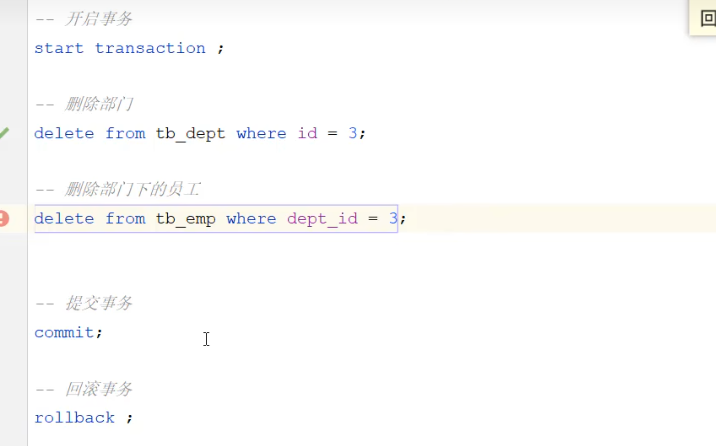 -- 开启事务
start transaction ;
-- 删除部门
delete from tb_dept where id = 3;
-- 删除部门下的员工
delete from tb_emp where dept_id = 3;
-- 提交事务
commit;
-- 回滚事务
rollback ;